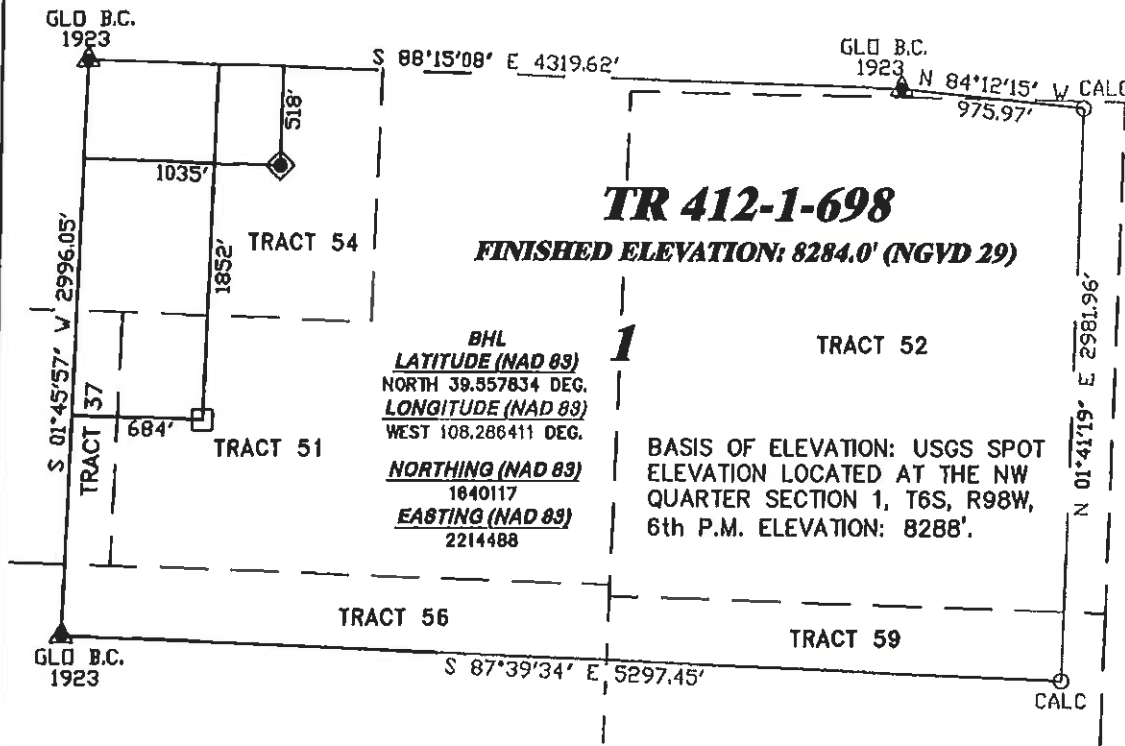 GLO B.C.
1923
S 88°15'08" E 4319.62'
GLO B.C.
1923
N 84°12'15" W
975.97'
CALC
518'
1035'
TRACT 54
1852'
S 01°45'57" W 2996.05'
TR 412-1-698
FINISHED ELEVATION: 8284.0' (NGVD 29)
1
TRACT 52
N 01°41'19" E 2981.96'
BHL
LATITUDE (NAD 83)
NORTH 39.557834 DEG.
LONGITUDE (NAD 83)
WEST 108.286411 DEG.
NORTHING (NAD 83)
1640117
EASTING (NAD 83)
2214488
TRACT 37
684'
TRACT 51
BASIS OF ELEVATION: USGS SPOT
ELEVATION LOCATED AT THE NW
QUARTER SECTION 1, T6S, R98W,
6th P.M. ELEVATION: 8288'.
TRACT 56
TRACT 59
GLO B.C.
1923
S 87°39'34" E 5297.45'
CALC